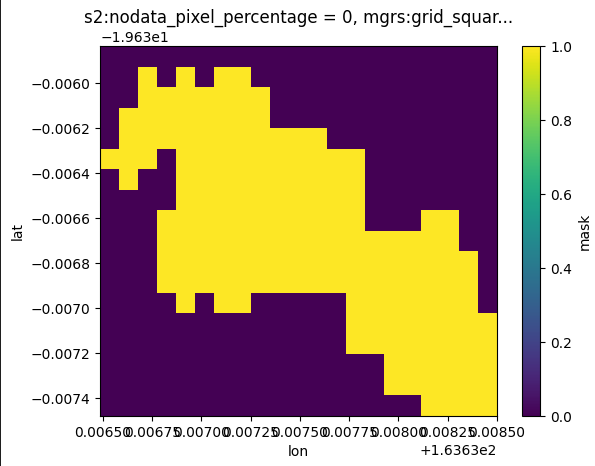 s2:nodata_pixel_percentage = 0, mgrs:grid_squar...
−1.963e1
−0.0060
−0.0062
−0.0064
−0.0066
−0.0068
−0.0070
−0.0072
−0.0074
lat
0.00650 0.00675 0.00700 0.00725 0.00750 0.00775 0.00800 0.00825 0.00850
lon
+1.6363e2
1.0
0.8
0.6
0.4
0.2
0.0
mask